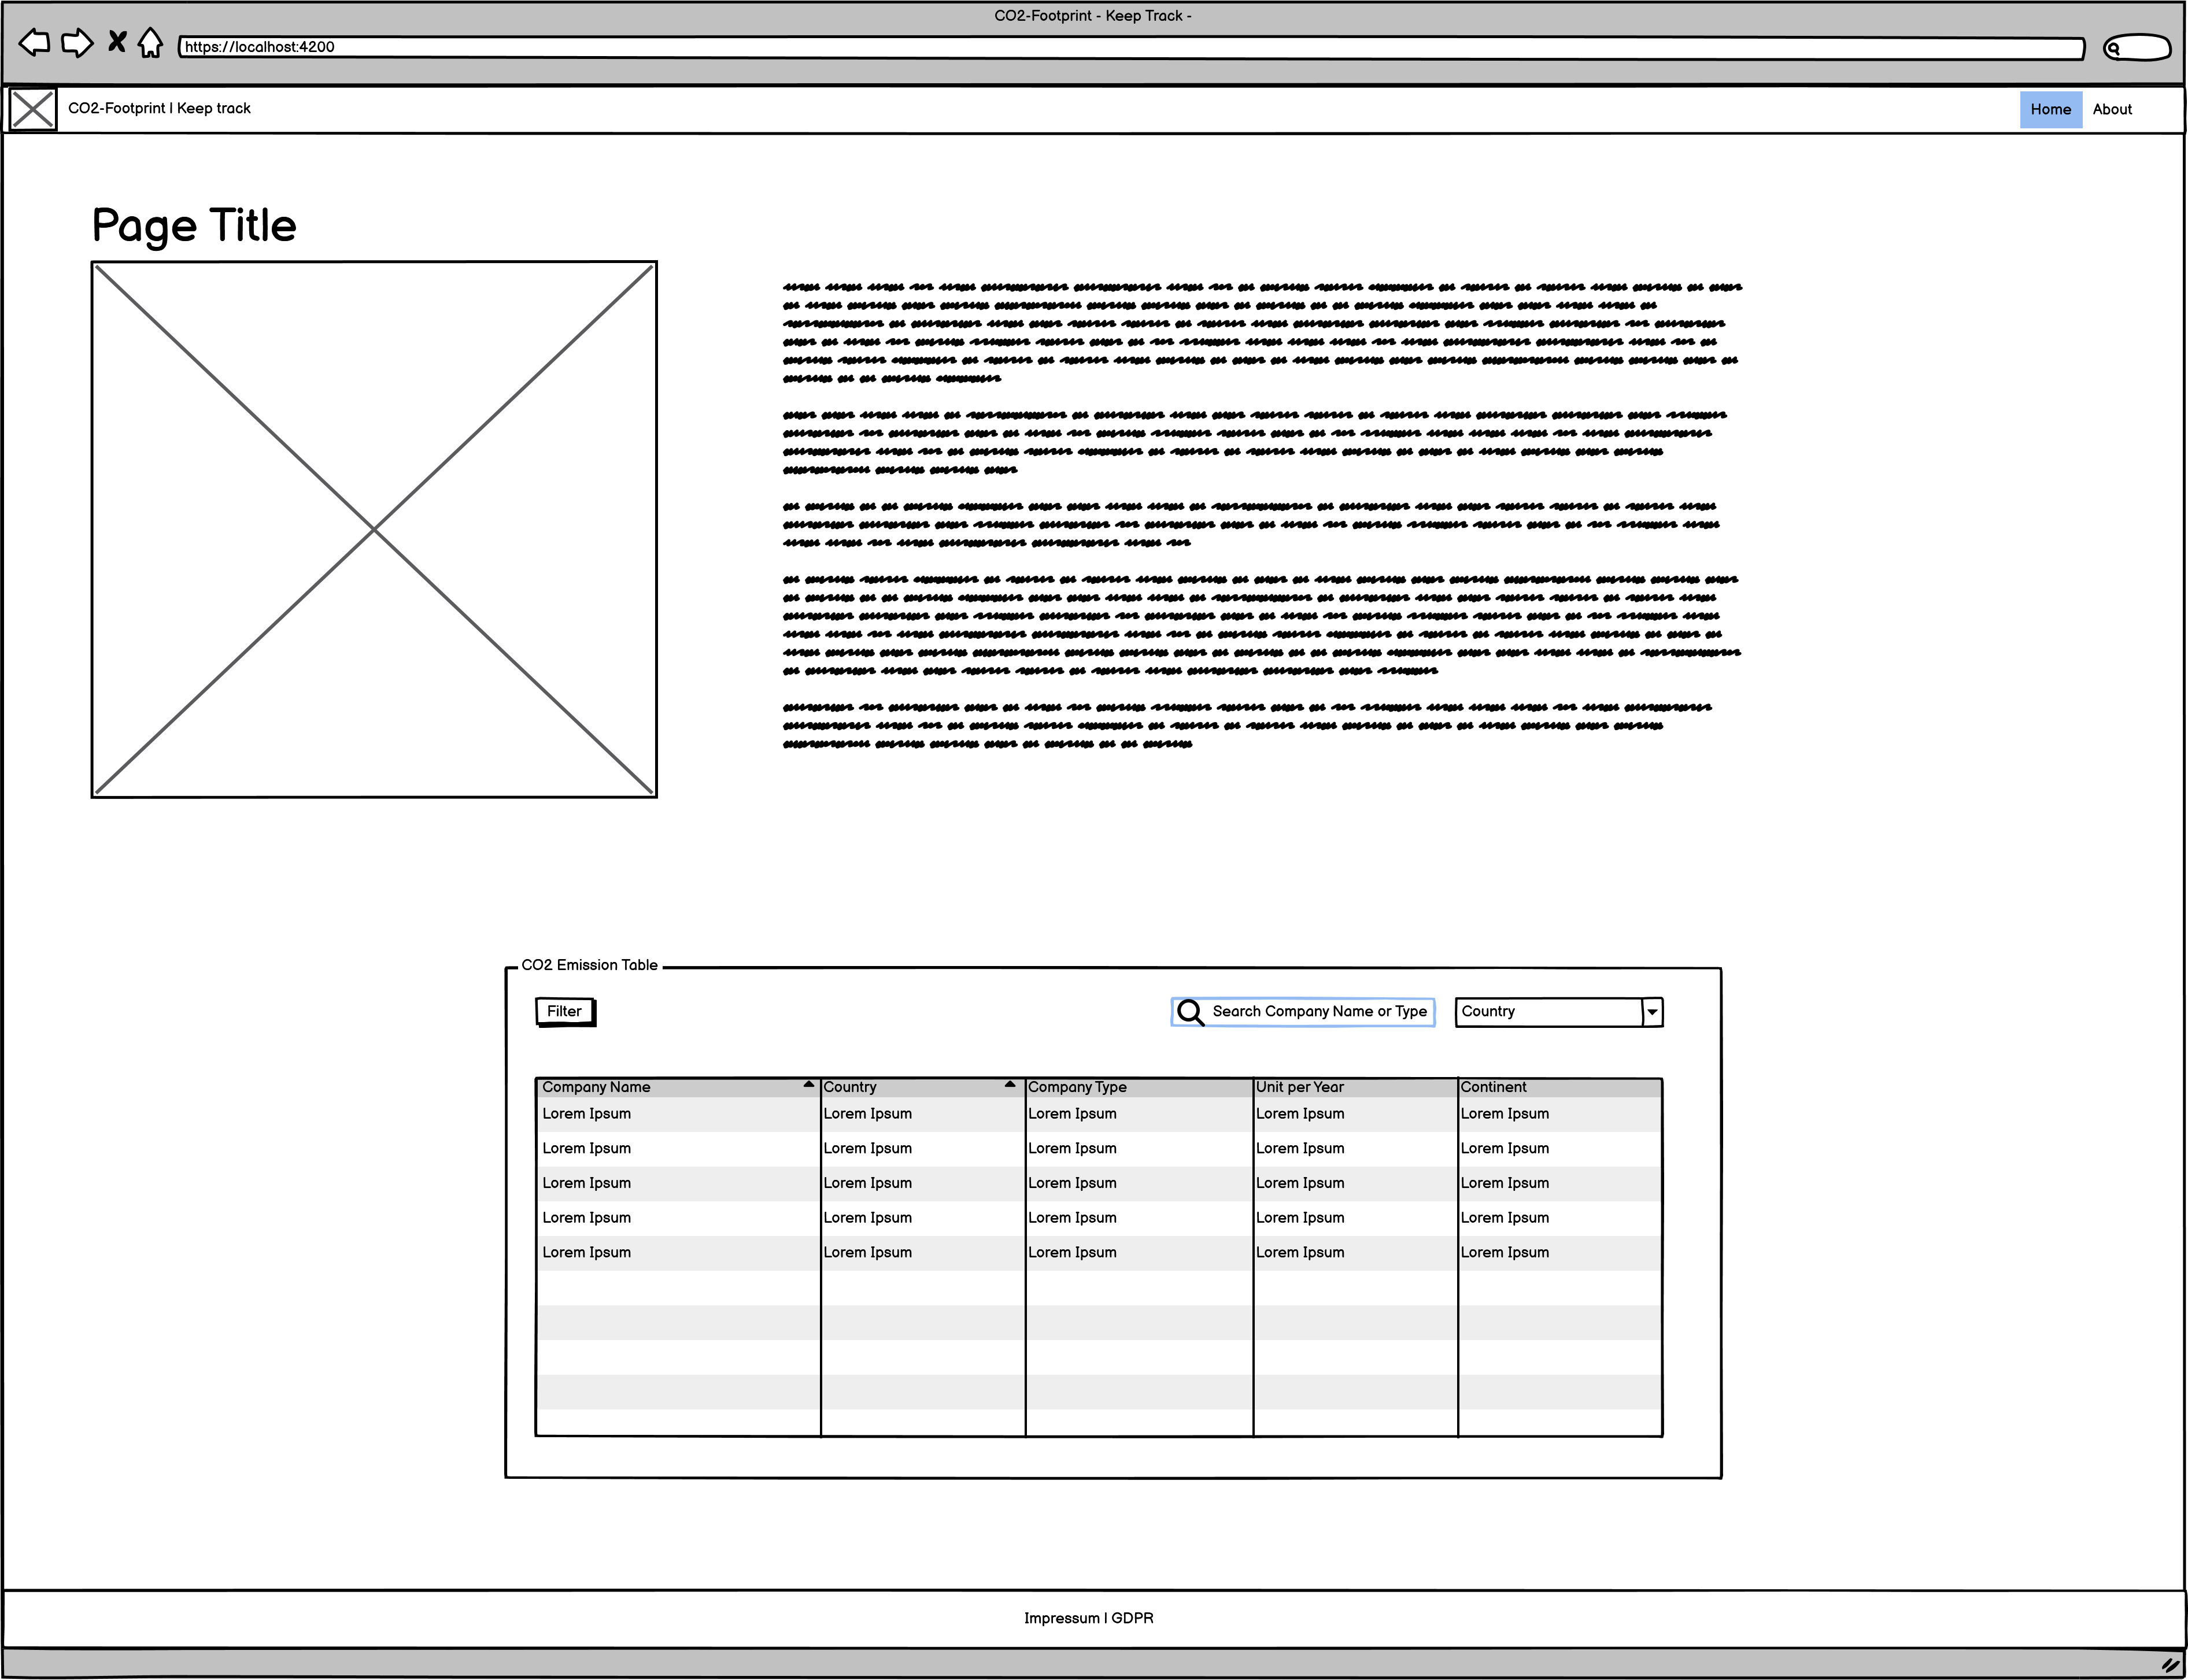 CO2-Footprint - Keep Track -
https://localhost:4200
CO2-Footprint | Keep track
Home About
Page Title
CO2 Emission Table
Filter Search Company Name or Type Country
Company Name Country Company Type Unit per Year Continent
Lorem Ipsum Lorem Ipsum Lorem Ipsum Lorem Ipsum Lorem Ipsum
Lorem Ipsum Lorem Ipsum Lorem Ipsum Lorem Ipsum Lorem Ipsum
Lorem Ipsum Lorem Ipsum Lorem Ipsum Lorem Ipsum Lorem Ipsum
Lorem Ipsum Lorem Ipsum Lorem Ipsum Lorem Ipsum Lorem Ipsum
Lorem Ipsum Lorem Ipsum Lorem Ipsum Lorem Ipsum Lorem Ipsum
Impressum | GDPR